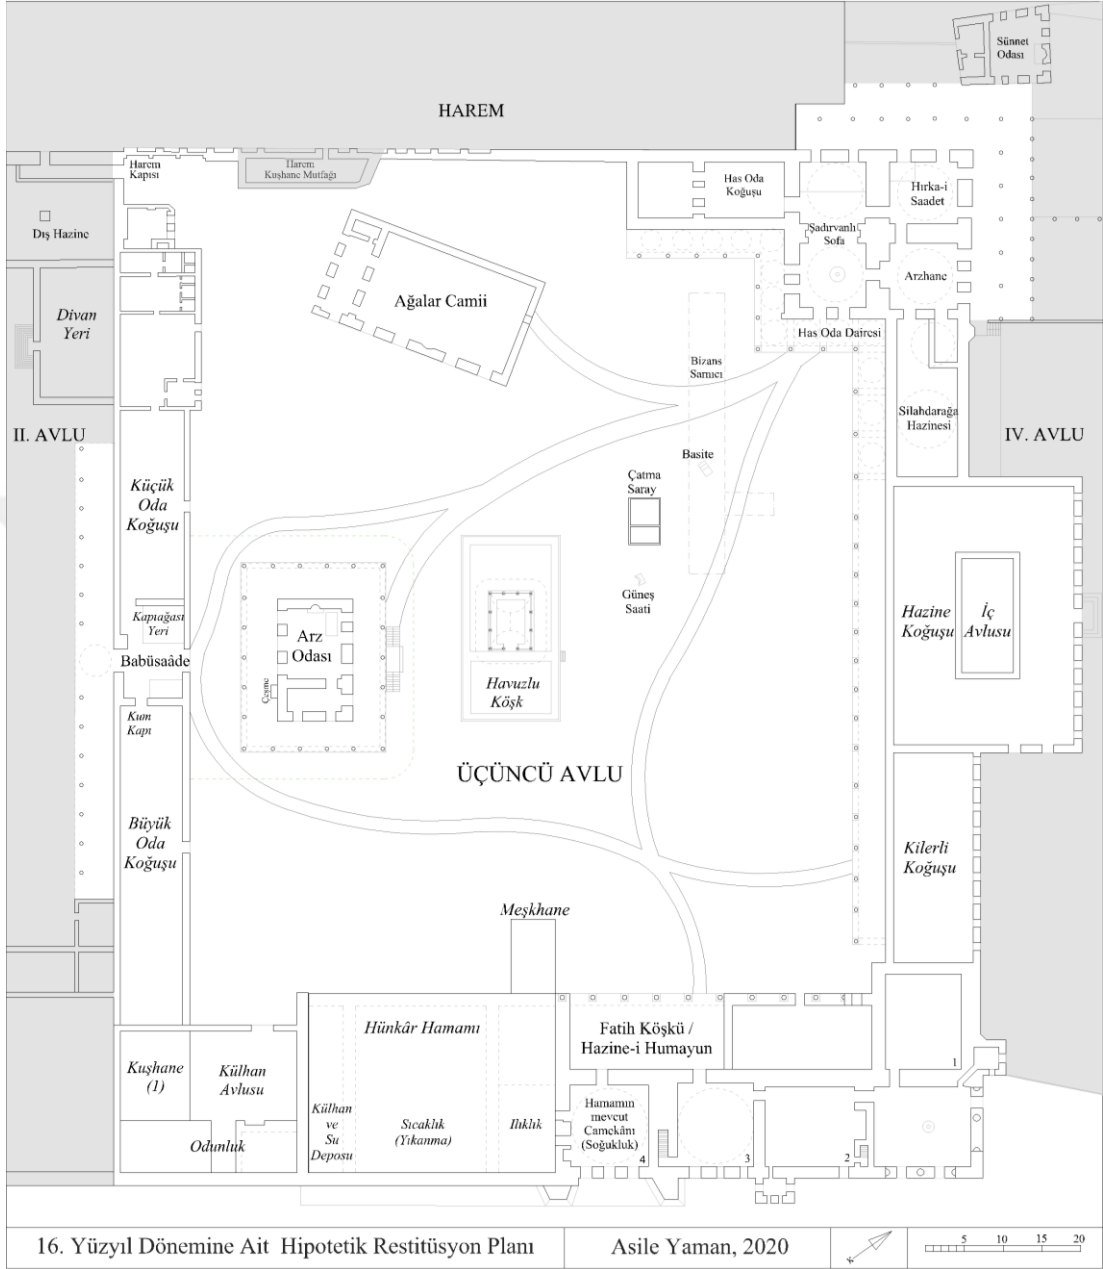 Sünnet
Odası
HAREM
Harem
Kapısı
Harem
Kuşhane Mutfağı
Has Oda
Koğuşu
Hırka-i
Saadet
Dış Hazine
Şadırvanlı
Sofa
Arzhane
Ağalar Camii
Divan
Yeri
Has Oda Dairesi
Bizans
Sarnıcı
Silahdarağa
Hazinesi
II. AVLU
IV. AVLU
Basite
Çatma
Saray
Küçük
Oda
Koğuşu
Güneş
Saati
Kapıağası
Yeri
Hazine
Koğuşu
İç
Avlusu
Arz
Odası
Babüssaâde
Çeşme
Havuzlu
Köşk
Kum
Kapı
ÜÇÜNCÜ AVLU
Büyük
Oda
Koğuşu
Kilerli
Koğuşu
Meşkhane
Hünkâr Hamamı
Fatih Köşkü /
Hazine-i Humayun
Kuşhane
(1)
Külhan
Avlusu
1
Külhan
ve
Su
Deposu
Sıcaklık
(Yıkanma)
Ilıklık
Hamamın
mevcut
Camekânı
(Soğukluk)
Odunluk
4
3
2
16. Yüzyıl Dönemine Ait Hipotetik Restitüsyon Planı
Asile Yaman, 2020
K
5 10 15 20